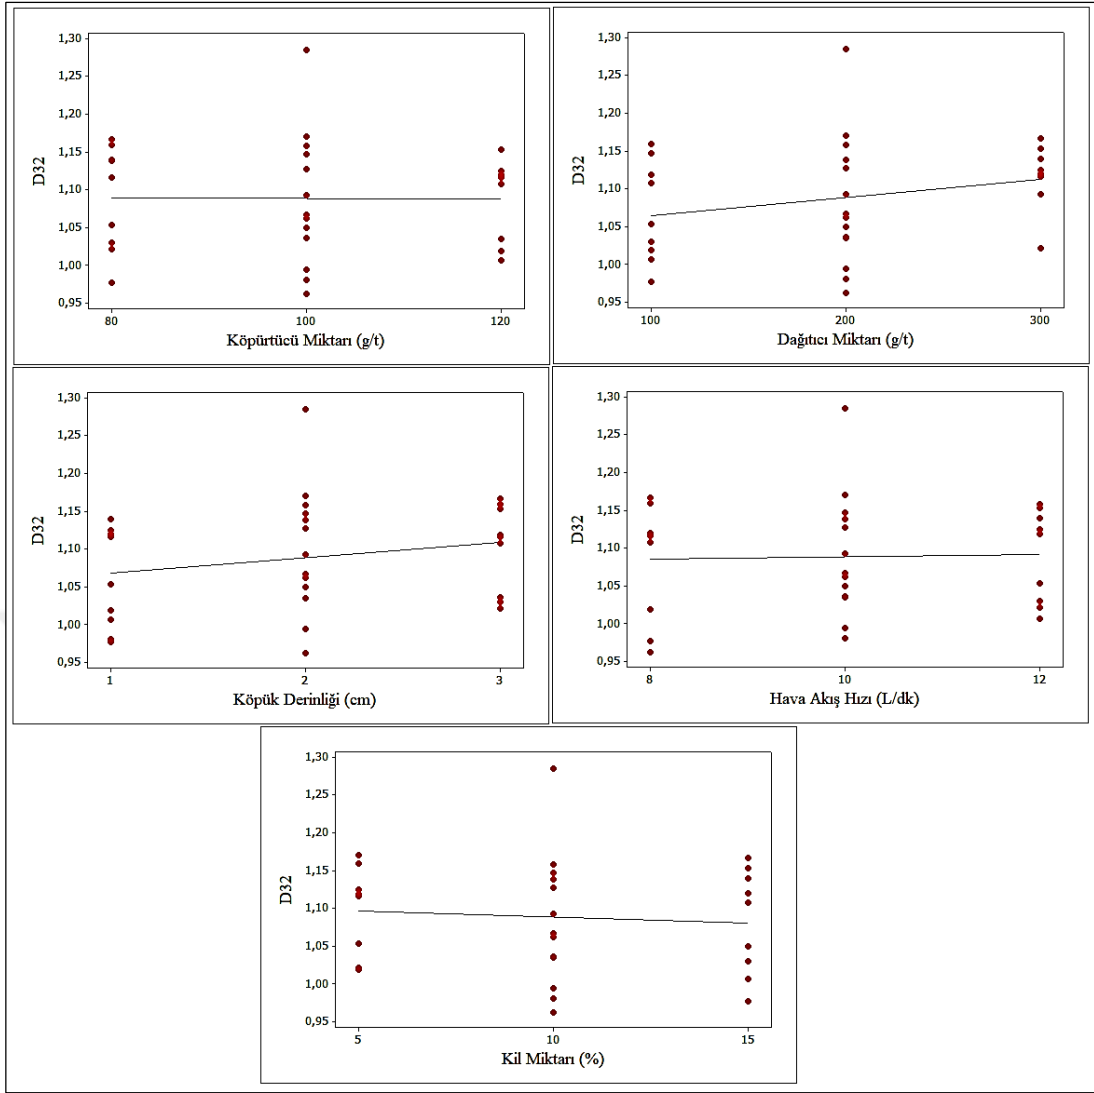 1,30
1,25
1,20
1,15
1,10
1,05
1,00
0,95
D32
80 100 120
Köpürtücü Miktarı (g/t)
1,30
1,25
1,20
1,15
1,10
1,05
1,00
0,95
D32
100 200 300
Dağıtıcı Miktarı (g/t)
1,30
1,25
1,20
1,15
1,10
1,05
1,00
0,95
D32
1 2 3
Köpük Derinliği (cm)
1,30
1,25
1,20
1,15
1,10
1,05
1,00
0,95
D32
8 10 12
Hava Akış Hızı (L/dk)
1,30
1,25
1,20
1,15
1,10
1,05
1,00
0,95
D32
5 10 15
Kil Miktarı (%)